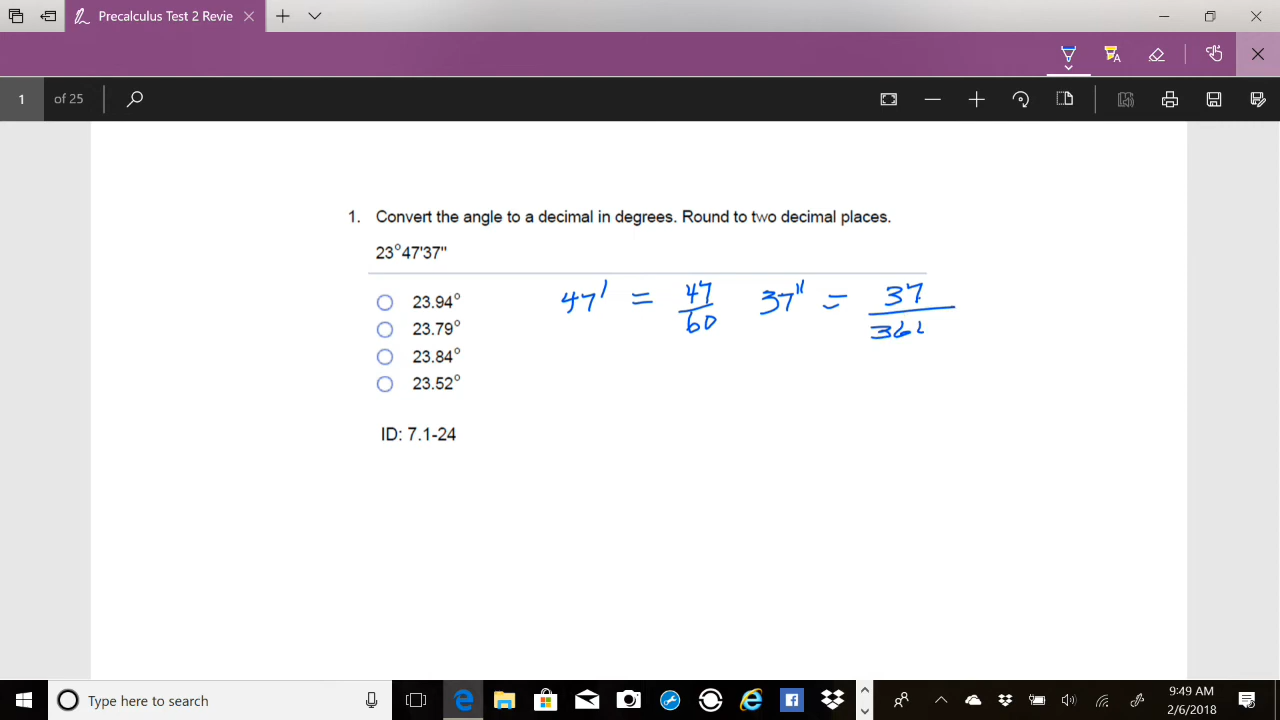 Precalculus Test 2 Revie
1 of 25
1. Convert the angle to a decimal in degrees. Round to two decimal places.
23°47'37"
23.94°
23.79°
23.84°
23.52°
47' = 47/60 37" = 37/
ID: 7.1-24
Type here to search
9:49 AM
2/6/2018